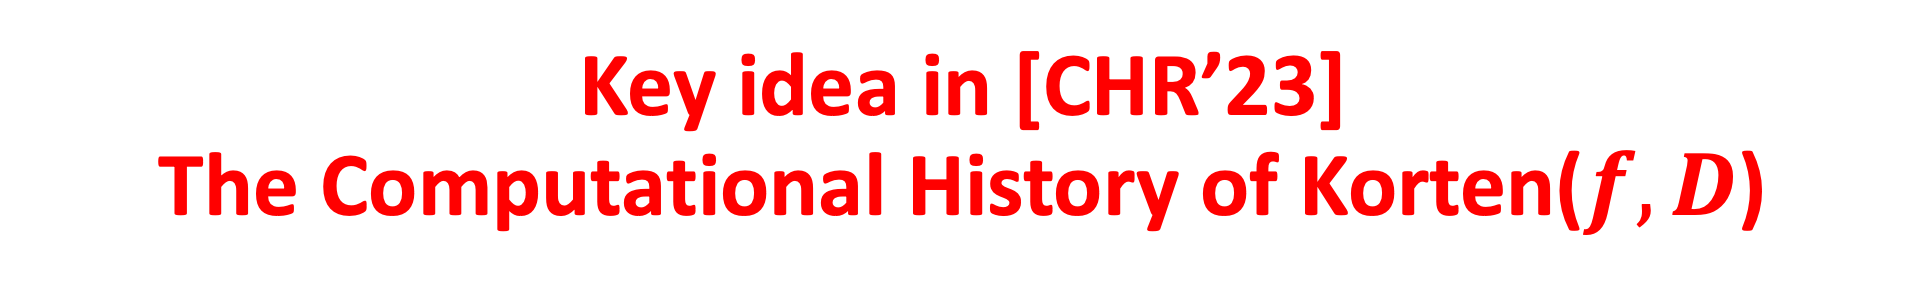 Key idea in [CHR’23]
The Computational History of Korten(𝒇, 𝑫)